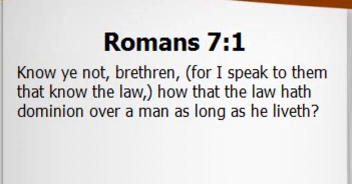 Romans 7:1
Know ye not, brethren, (for I speak to them
that know the law,) how that the law hath
dominion over a man as long as he liveth?